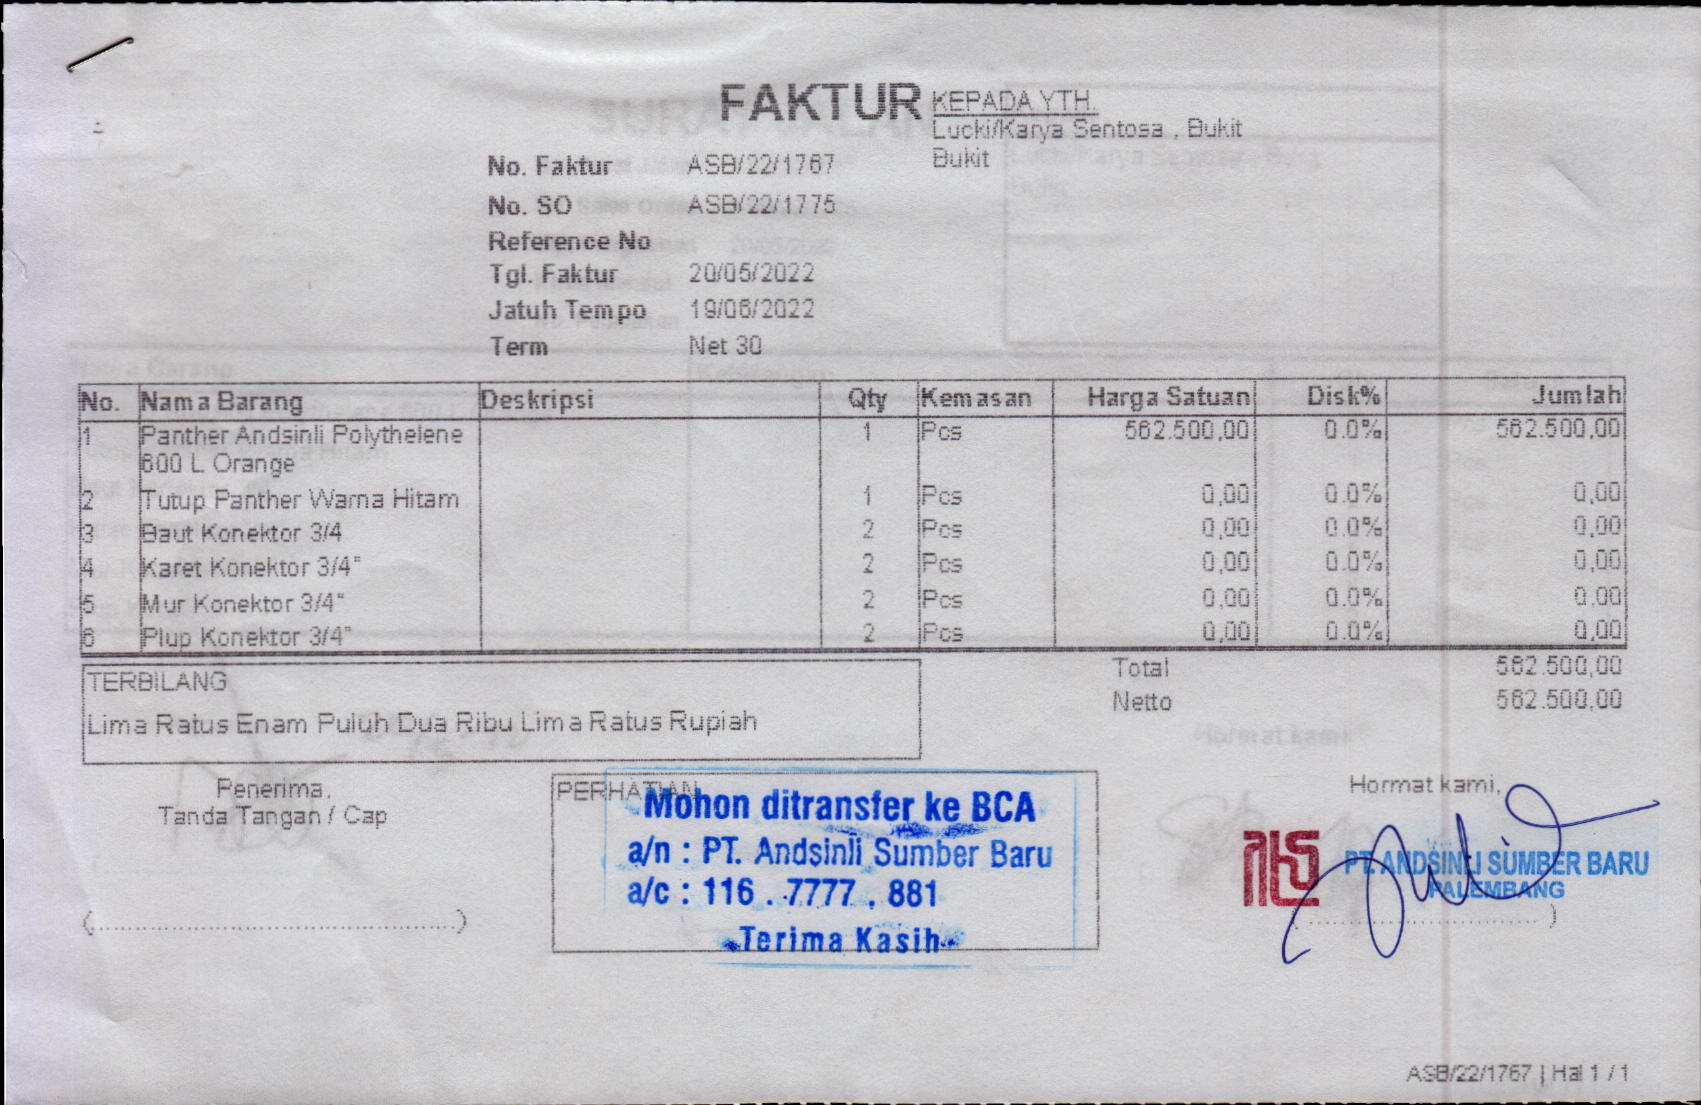 FAKTUR
KEPADA YTH.
Lucki/Karya Sentosa , Bukit
Bukit
No. Faktur ASB/22/1767
No. SO ASB/22/1775
Reference No
Tgl. Faktur 20/05/2022
Jatuh Tempo 19/06/2022
Term Net 30
No. Nama Barang Deskripsi Qty Kemasan Harga Satuan Disk% Jumlah
1 Panther Andsinli Polythelene 1 Pcs 562.500,00 0.0% 562.500,00
600 L Orange
2 Tutup Panther Warna Hitam 1 Pcs 0,00 0.0% 0,00
3 Baut Konektor 3/4 2 Pcs 0,00 0.0% 0,00
4 Karet Konektor 3/4" 2 Pcs 0,00 0.0% 0,00
5 Mur Konektor 3/4" 2 Pcs 0,00 0.0% 0,00
6 Plup Konektor 3/4" 2 Pcs 0,00 0.0% 0,00
Total 562.500,00
Netto 562.500,00
TERBILANG
Lima Ratus Enam Puluh Dua Ribu Lima Ratus Rupiah
Penerima,
Tanda Tangan / Cap
(........................................)
PERHATIAN
Mohon ditransfer ke BCA
a/n : PT. Andsinli Sumber Baru
a/c : 116 . 7777 . 881
Terima Kasih
Hormat kami,
PT. ANDSINLI SUMBER BARU
PALEMBANG
(........................................)
ASB/22/1767 | Hal 1 / 1